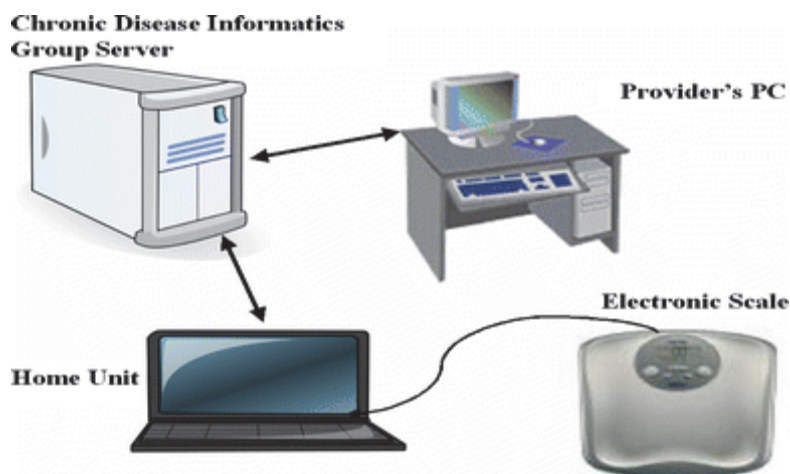 Chronic Disease Informatics
Group Server
Provider's PC
Electronic Scale
Home Unit